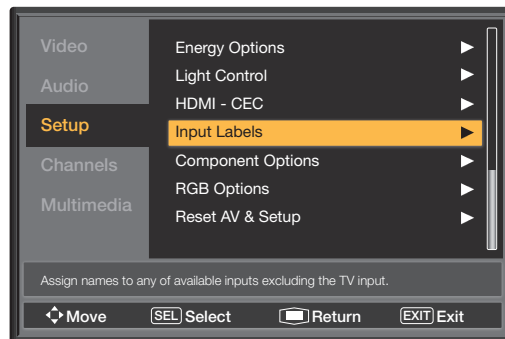 Video
Audio
Setup
Channels
Multimedia
Energy Options
Light Control
HDMI - CEC
Input Labels
Component Options
RGB Options
Reset AV & Setup
Assign names to any of available inputs excluding the TV input.
Move SEL Select Return EXIT Exit